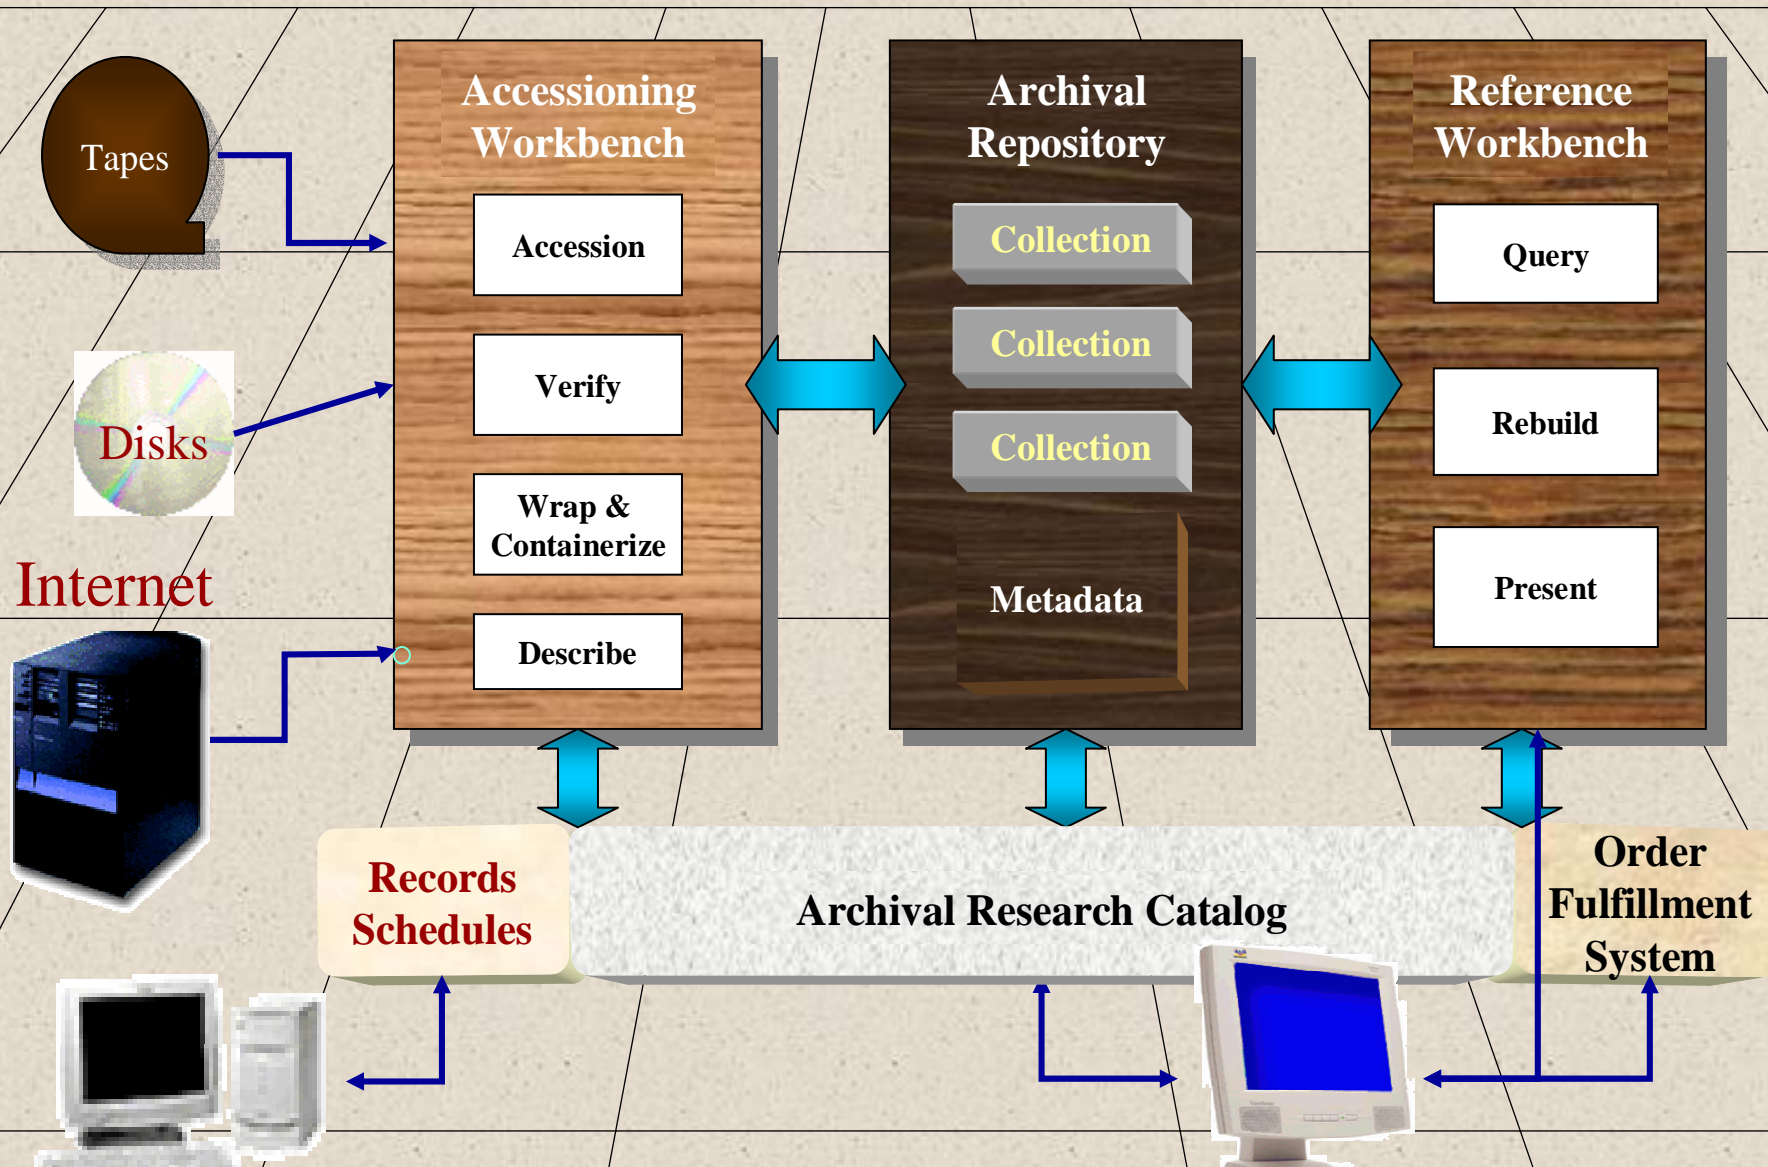 Tapes
Disks
Internet
Accessioning
Workbench
Accession
Verify
Wrap &
Containerize
Describe
Archival
Repository
Collection
Collection
Collection
Metadata
Reference
Workbench
Query
Rebuild
Present
Records
Schedules
Archival Research Catalog
Order
Fulfillment
System